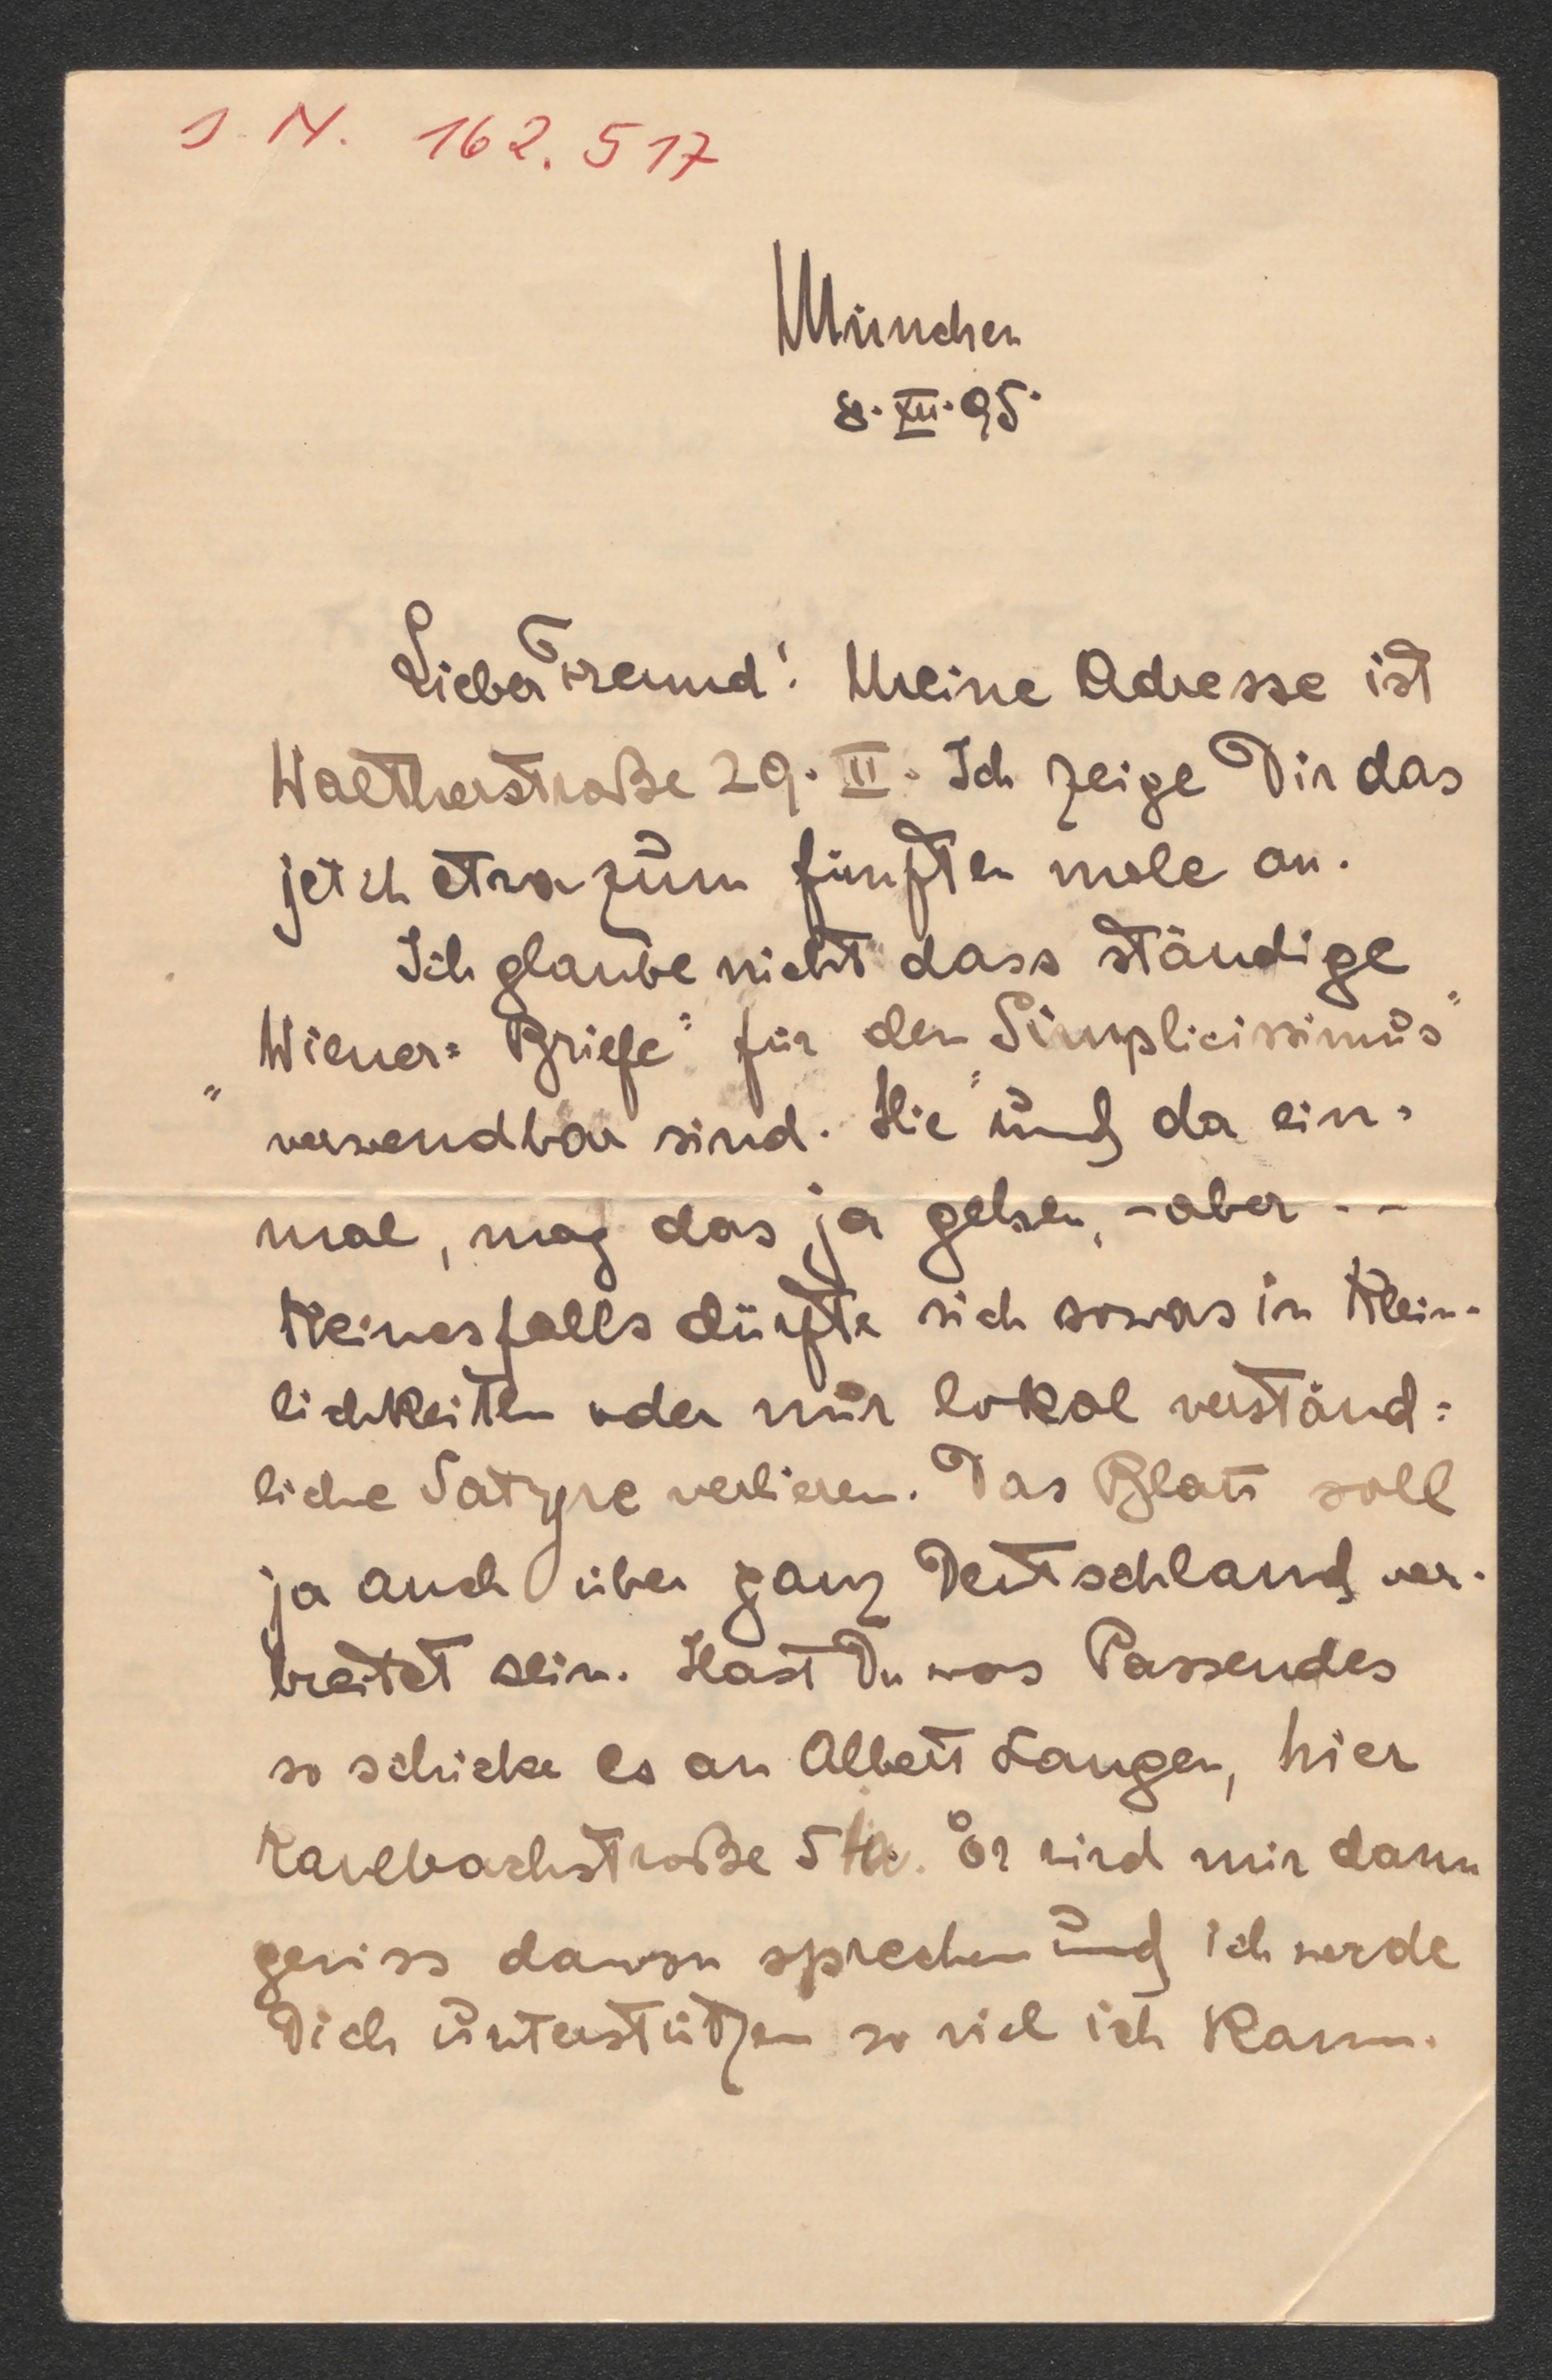 I. N. 162.517
München
8. XII. 95.
Lieber Freund! Meine Adresse ist
Waltherstraße 29. II. Ich zeige Dir das
jetzt etwa zum fünften male an.
Ich glaube nicht dass ständige
„Wiener= Briefe“ für den „Simplicissimus“
verwendbar sind. Hie und da ein=
mal, mag das ja gehen, – aber - -
Keinesfalls dürfte sich sowas in Klein-
lichkeiten oder nur lokal verständ=
liche Satyre verlieren. Das Blatt soll
ja auch über ganz Deutschland ver-
breitet sein. Hast Du was Passendes
so schicke es an Albert Langen, hier
Kaulbachstraße 51a. Er wird mir dann
gewiss davon sprechen und ich werde
Dich unterstützen so viel ich kann.